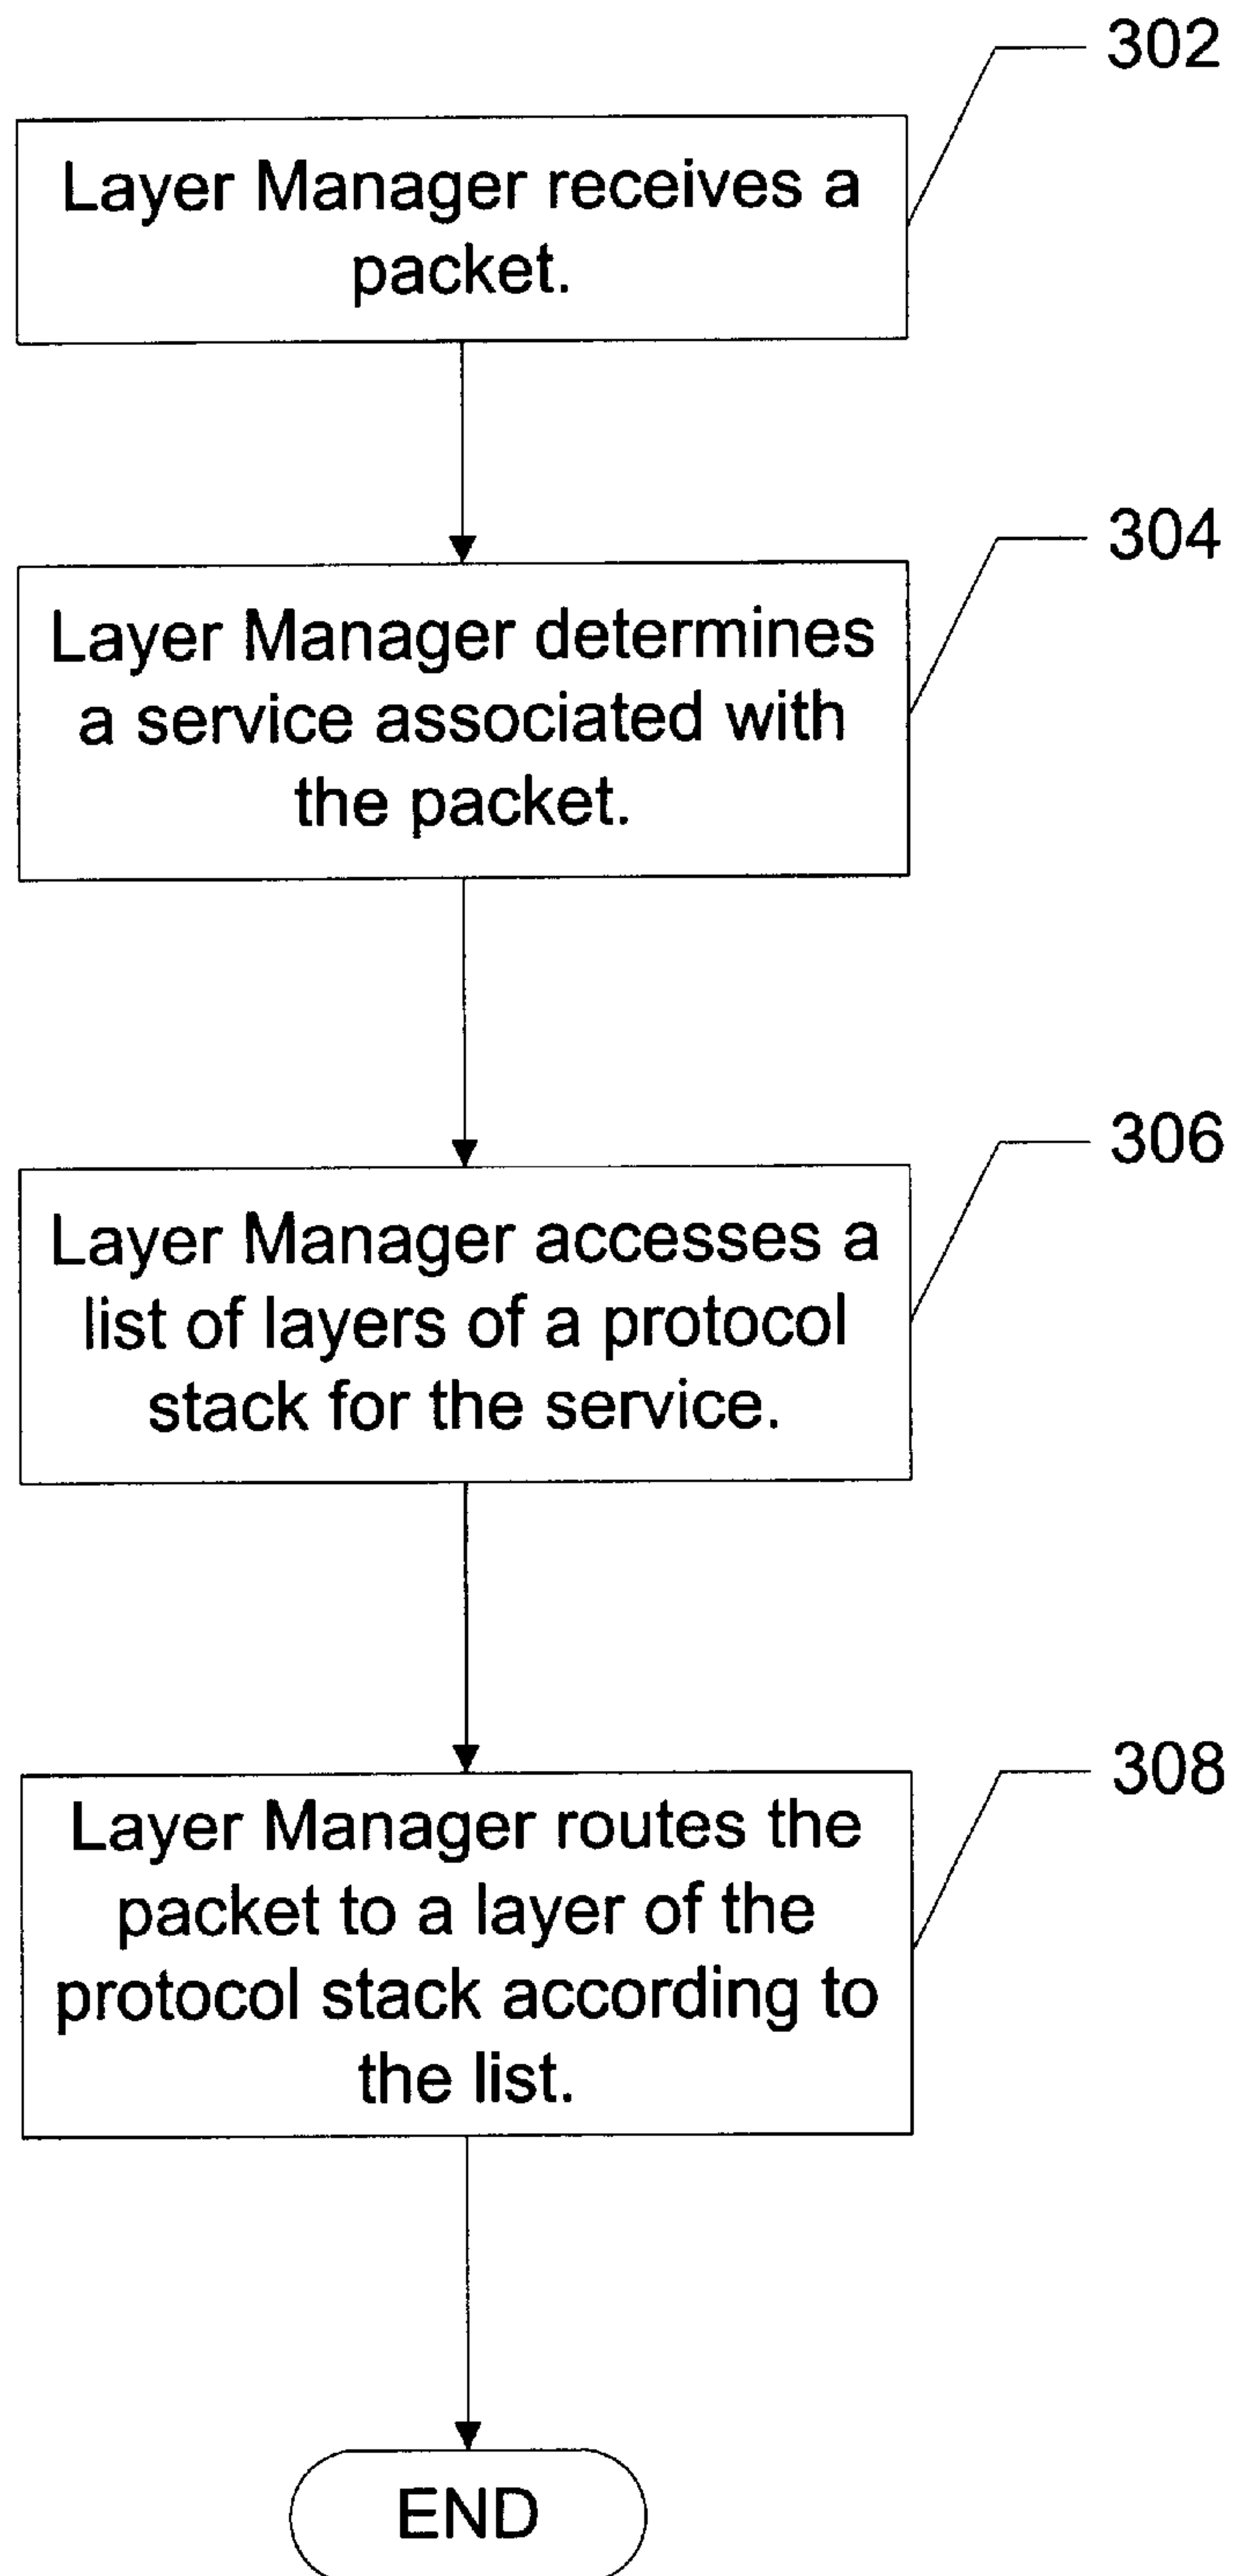 302
Layer Manager receives a
packet.
304
Layer Manager determines
a service associated with
the packet.
306
Layer Manager accesses a
list of layers of a protocol
stack for the service.
308
Layer Manager routes the
packet to a layer of the
protocol stack according to
the list.
END